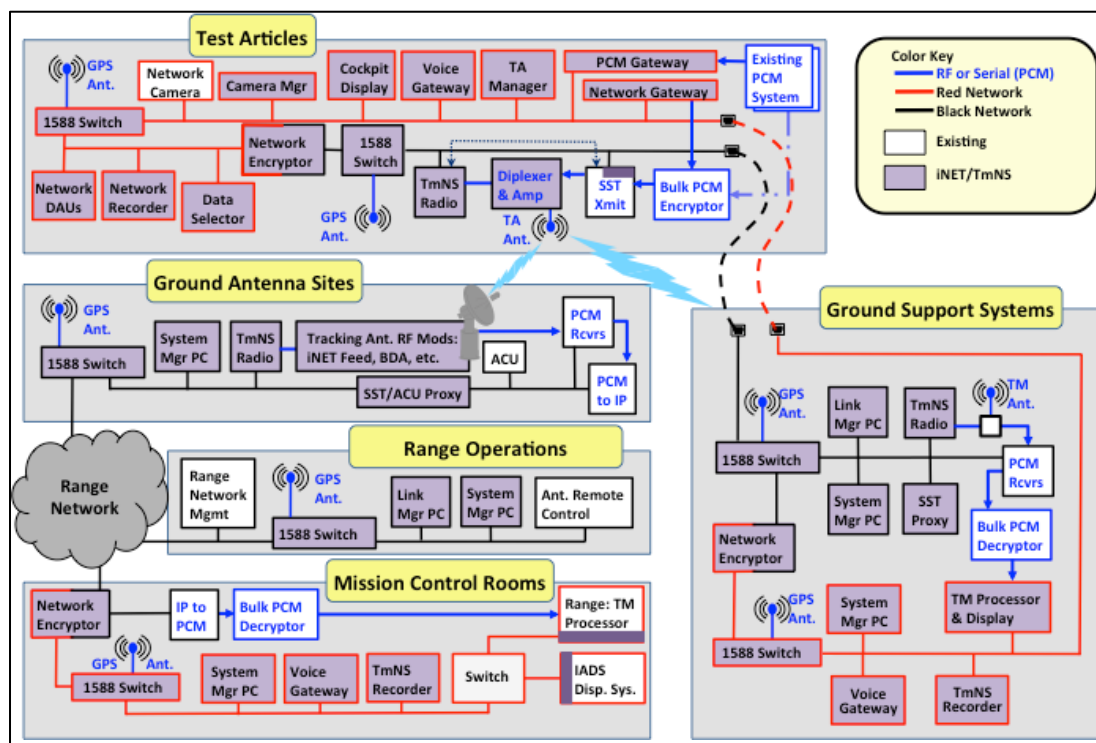 Test Articles
GPS
Ant.
Network
Camera
Camera Mgr
Cockpit
Display
Voice
Gateway
TA
Manager
PCM Gateway
Network Gateway
Existing
PCM
System
1588 Switch
Network
Encryptor
1588
Switch
Network
DAUs
Network
Recorder
Data
Selector
GPS
Ant.
TmNS
Radio
Diplexer
& Amp
SST
Xmit
Bulk PCM
Encryptor
TA
Ant.
Color Key
RF or Serial (PCM)
Red Network
Black Network
Existing
iNET/TmNS
Ground Antenna Sites
GPS
Ant.
1588 Switch
System
Mgr PC
TmNS
Radio
Tracking Ant. RF Mods:
iNET Feed, BDA, etc.
SST/ACU Proxy
ACU
PCM
Rcvrs
PCM
to IP
Range
Network
Range Operations
Range
Network
Mgmt
GPS
Ant.
1588 Switch
Link
Mgr PC
System
Mgr PC
Ant. Remote
Control
Mission Control Rooms
Network
Encryptor
IP to
PCM
Bulk PCM
Decryptor
Range: TM
Processor
GPS
Ant.
1588 Switch
System
Mgr PC
Voice
Gateway
TmNS
Recorder
Switch
IADS
Disp. Sys.
Ground Support Systems
GPS
Ant.
1588 Switch
Link
Mgr PC
System
Mgr PC
TmNS
Radio
SST
Proxy
TM
Ant.
PCM
Rcvrs
Bulk PCM
Decryptor
Network
Encryptor
GPS
Ant.
1588 Switch
System
Mgr PC
TM Processor
& Display
Voice
Gateway
TmNS
Recorder